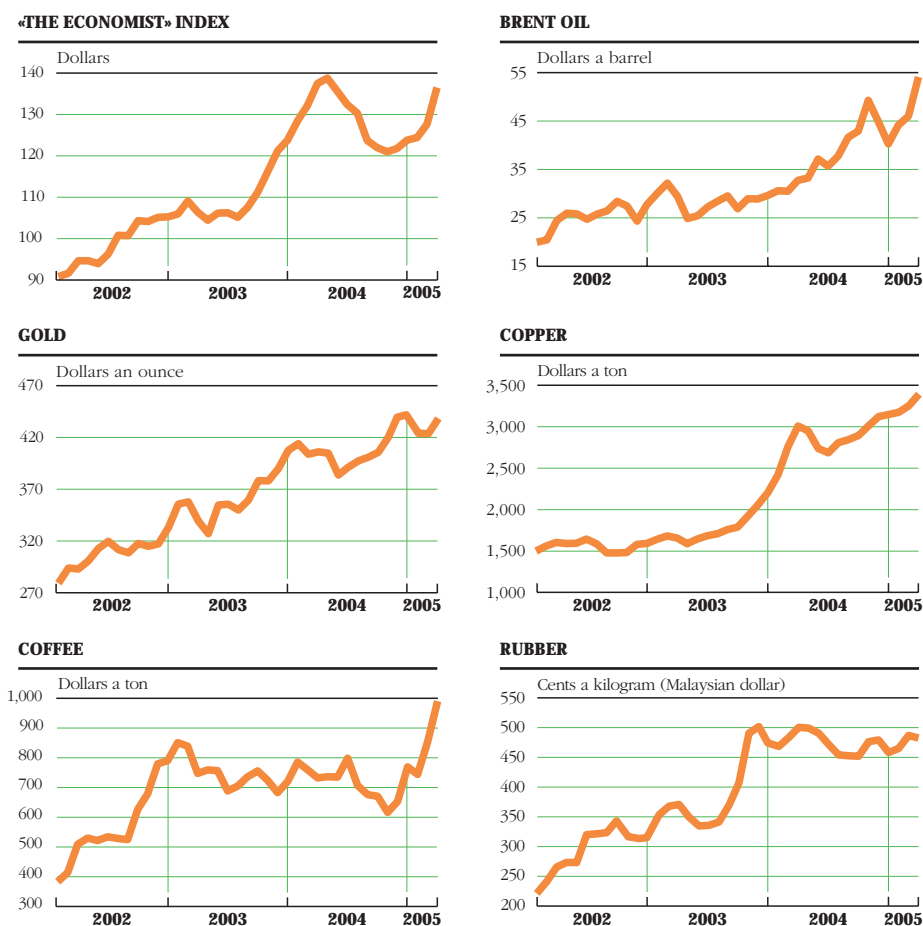 «THE ECONOMIST» INDEX
Dollars
140
130
120
110
100
90
2002 2003 2004 2005
BRENT OIL
Dollars a barrel
55
45
35
25
15
2002 2003 2004 2005
GOLD
Dollars an ounce
470
420
370
320
270
2002 2003 2004 2005
COPPER
Dollars a ton
3,500
3,000
2,500
2,000
1,500
1,000
2002 2003 2004 2005
COFFEE
Dollars a ton
1,000
900
800
700
600
500
400
300
2002 2003 2004 2005
RUBBER
Cents a kilogram (Malaysian dollar)
550
500
450
400
350
300
250
200
2002 2003 2004 2005